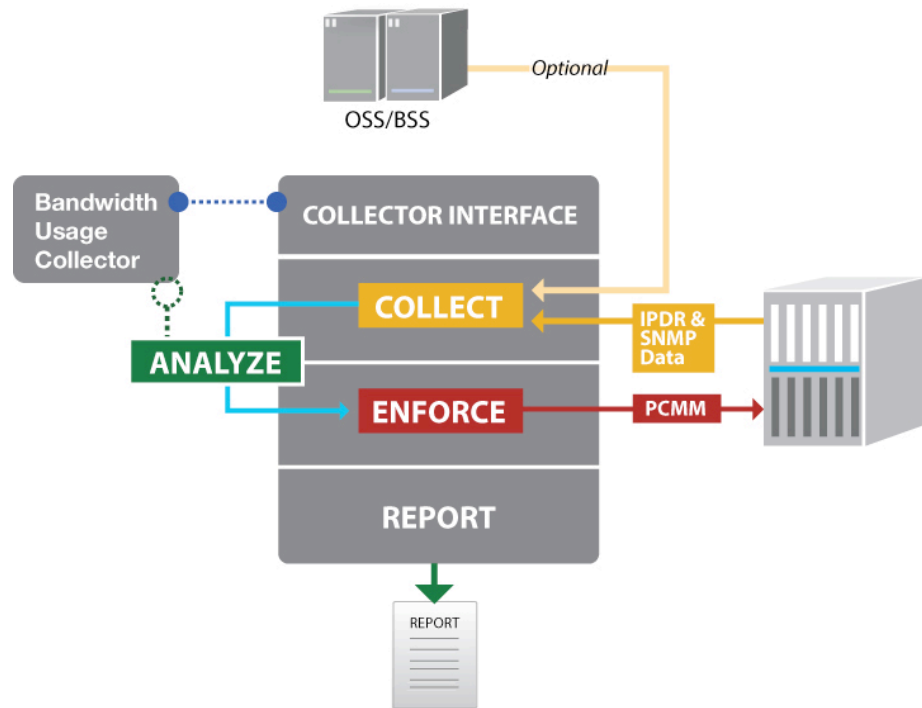 Optional
OSS/BSS
Bandwidth
Usage
Collector
COLLECTOR INTERFACE
COLLECT
IPDR &
SNMP
Data
ANALYZE
ENFORCE
PCMM
REPORT
REPORT